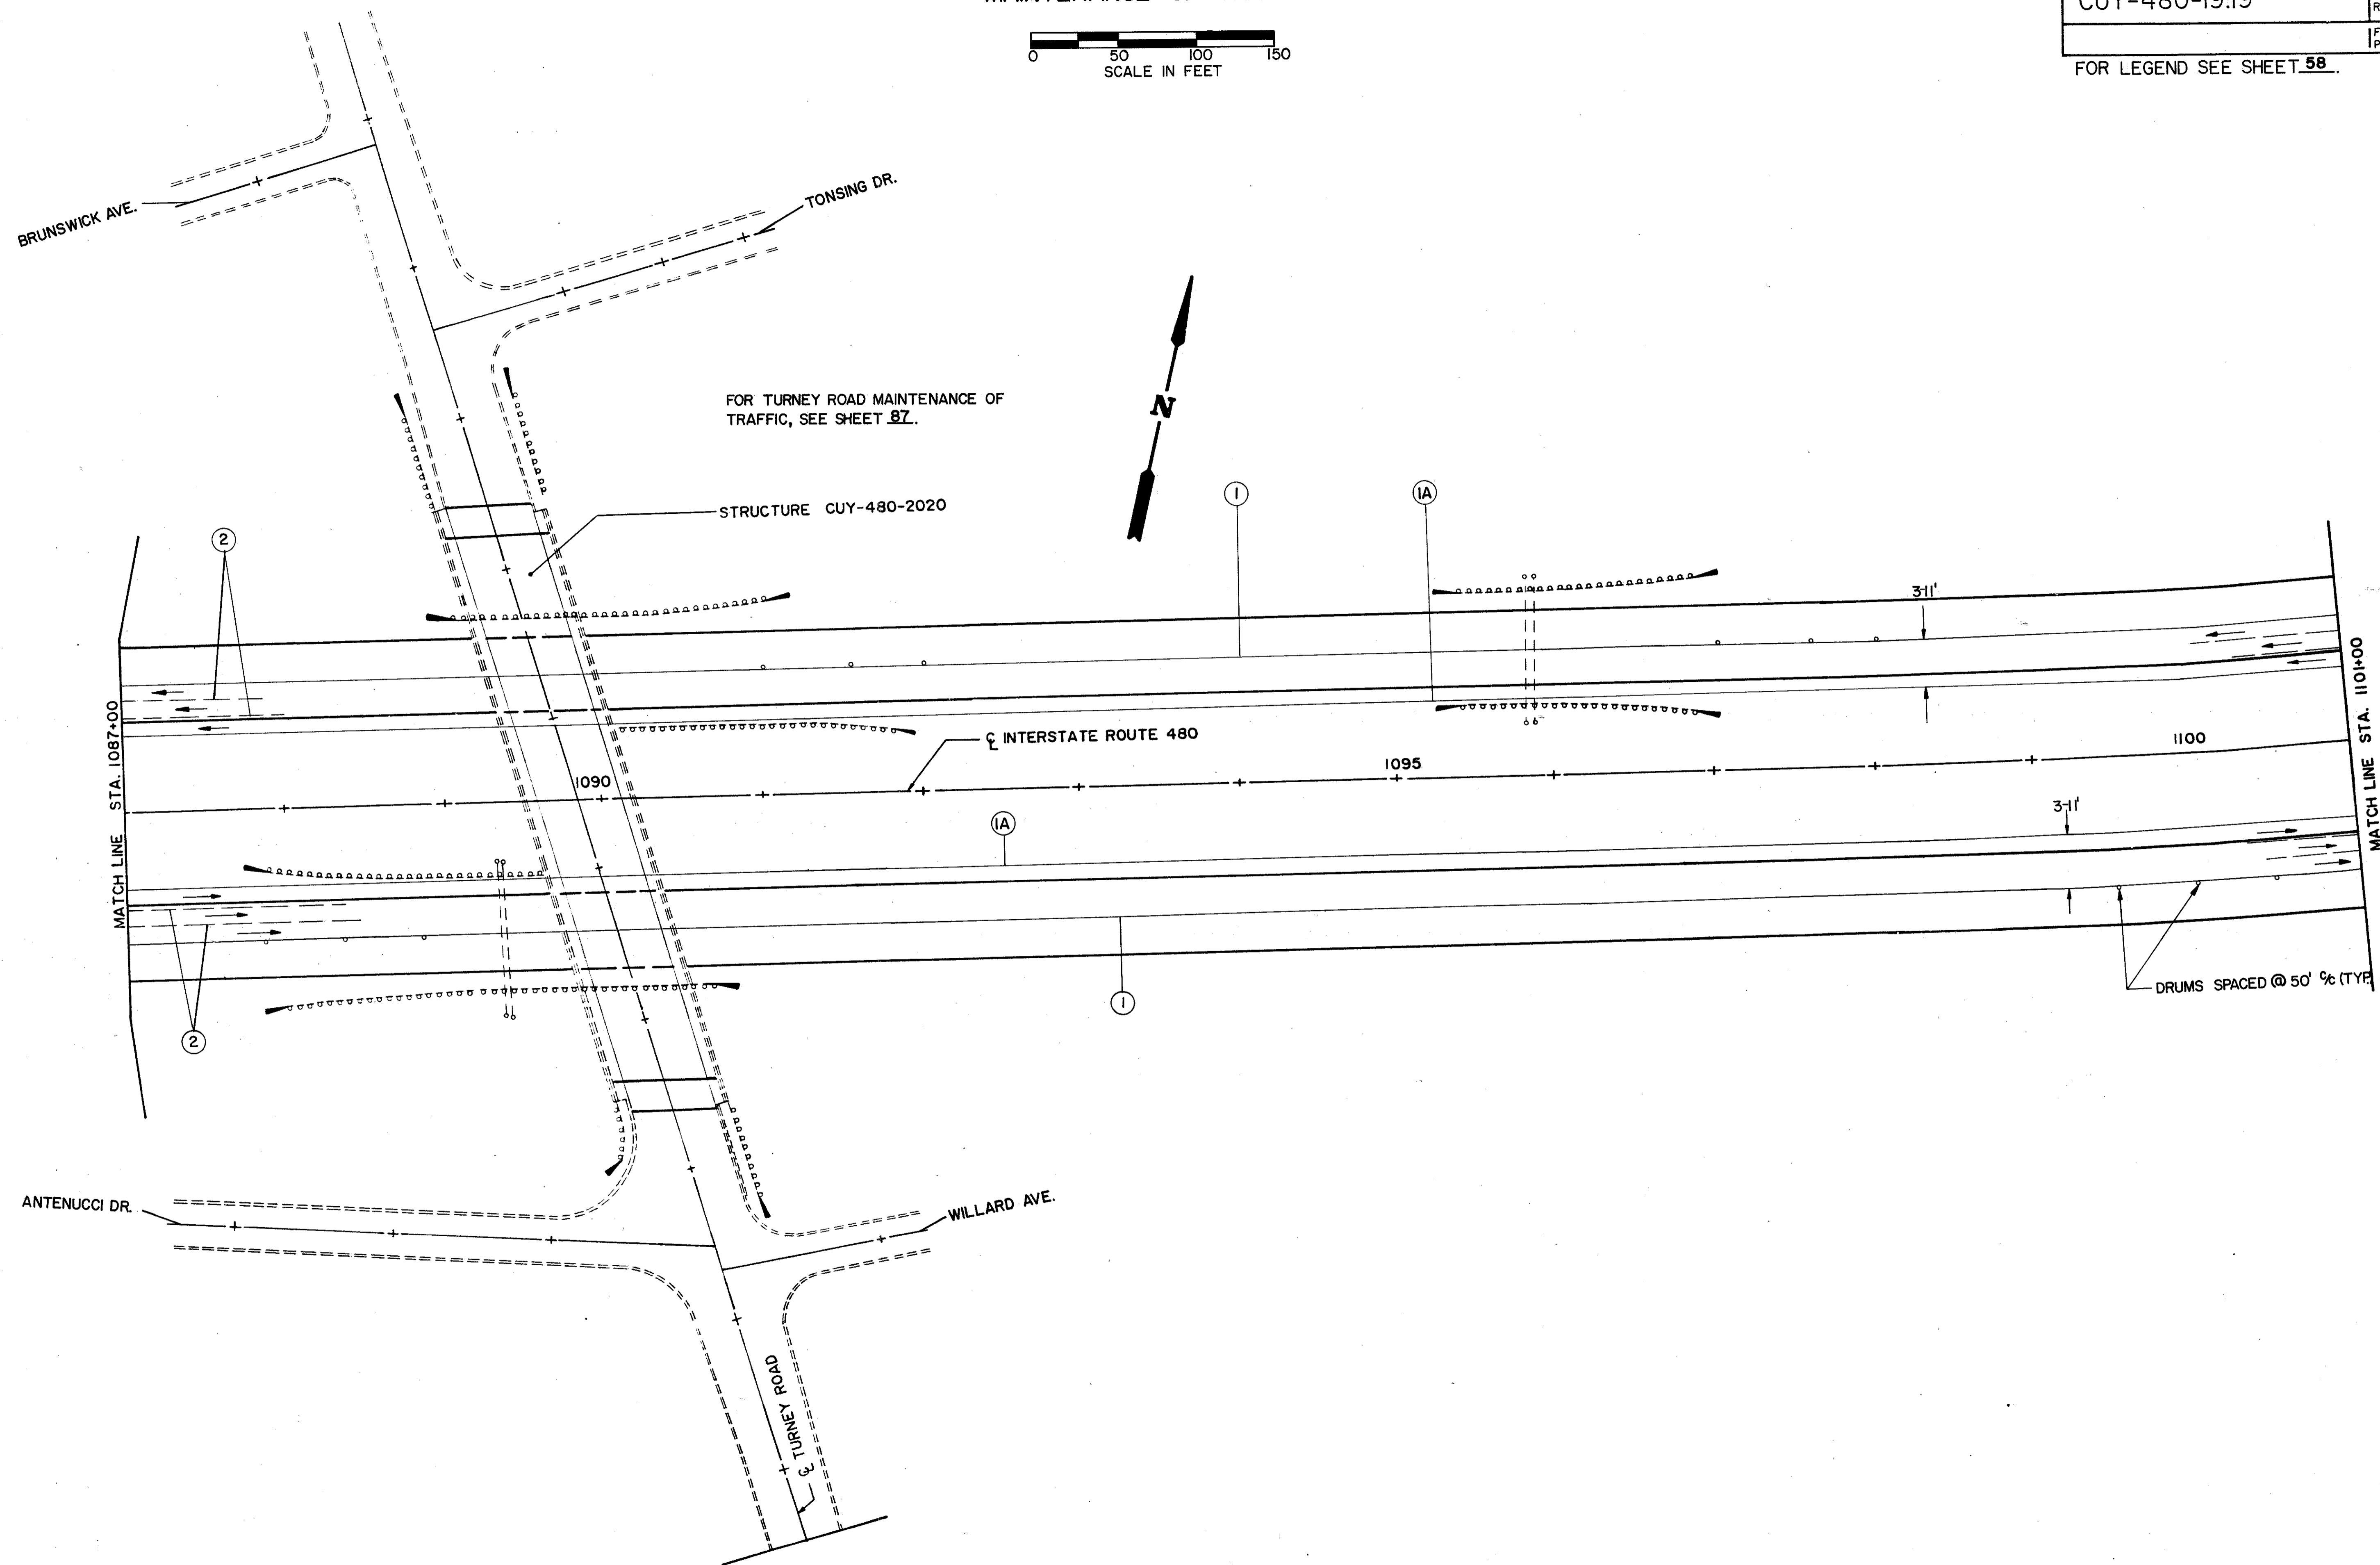 CUY-480-19.19
0 50 100 150
SCALE IN FEET
FOR LEGEND SEE SHEET 58.
BRUNSWICK AVE.
TONSING DR.
FOR TURNEY ROAD MAINTENANCE OF
TRAFFIC, SEE SHEET 87.
N
STRUCTURE CUY-480-2020
2
1
1A
3-11'
MATCH LINE STA. 1087+00
MATCH LINE STA. 1101+00
℄ INTERSTATE ROUTE 480
1090
1095
1100
1A
3-11'
DRUMS SPACED @ 50' c/c (TYP.
2
1
ANTENUCCI DR.
WILLARD AVE.
℄ TURNEY ROAD